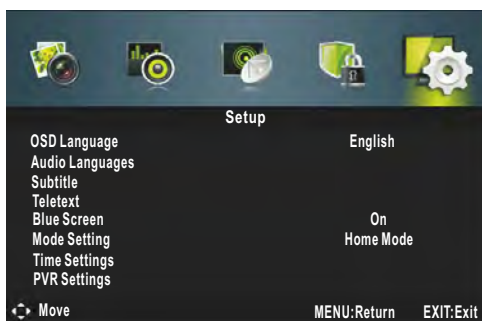 Setup
OSD Language English
Audio Languages
Subtitle
Teletext
Blue Screen On
Mode Setting Home Mode
Time Settings
PVR Settings
Move MENU:Return EXIT:Exit